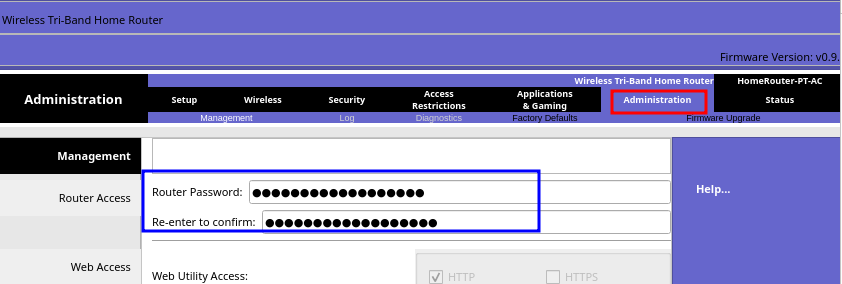 Wireless Tri-Band Home Router
Firmware Version: v0.9.
Wireless Tri-Band Home Router HomeRouter-PT-AC
Administration
Setup Wireless Security Access Restrictions Applications & Gaming Administration Status
Management Log Diagnostics Factory Defaults Firmware Upgrade
Management
Router Access
Router Password: ●●●●●●●●●●●●●●●●●●
Re-enter to confirm: ●●●●●●●●●●●●●●●●●●
Help...
Web Access
Web Utility Access: HTTP HTTPS